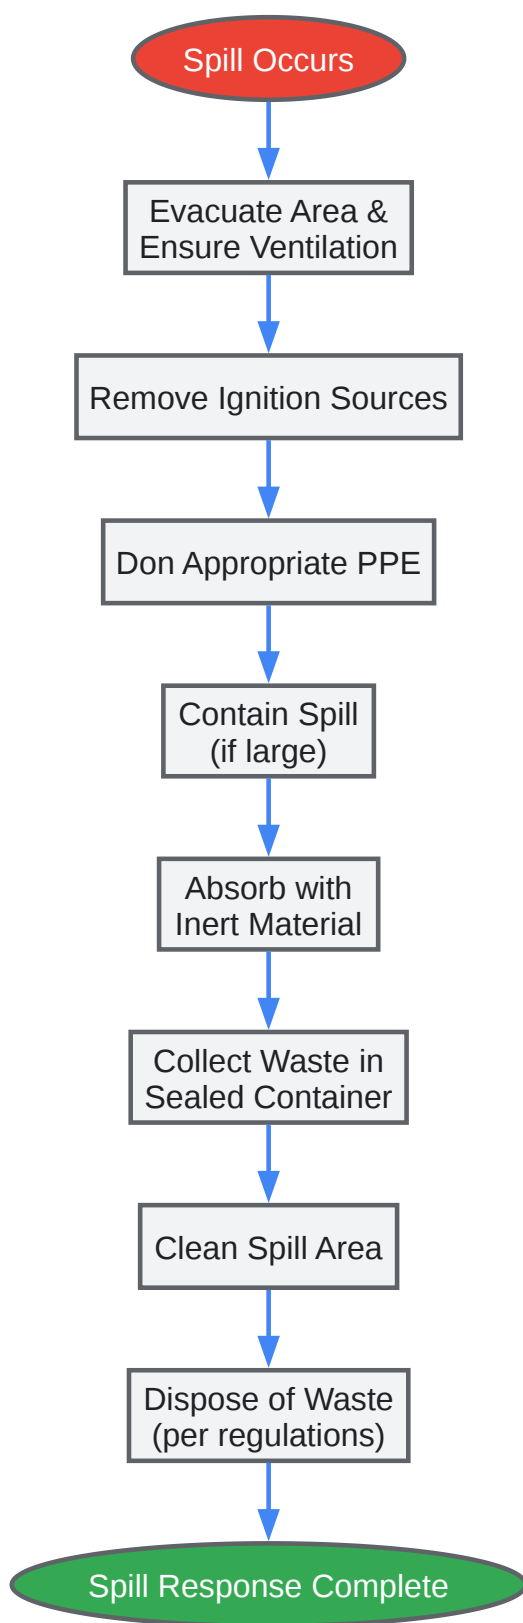 Spill Occurs
Evacuate Area &
Ensure Ventilation
Remove Ignition Sources
Don Appropriate PPE
Contain Spill
(if large)
Absorb with
Inert Material
Collect Waste in
Sealed Container
Clean Spill Area
Dispose of Waste
(per regulations)
Spill Response Complete